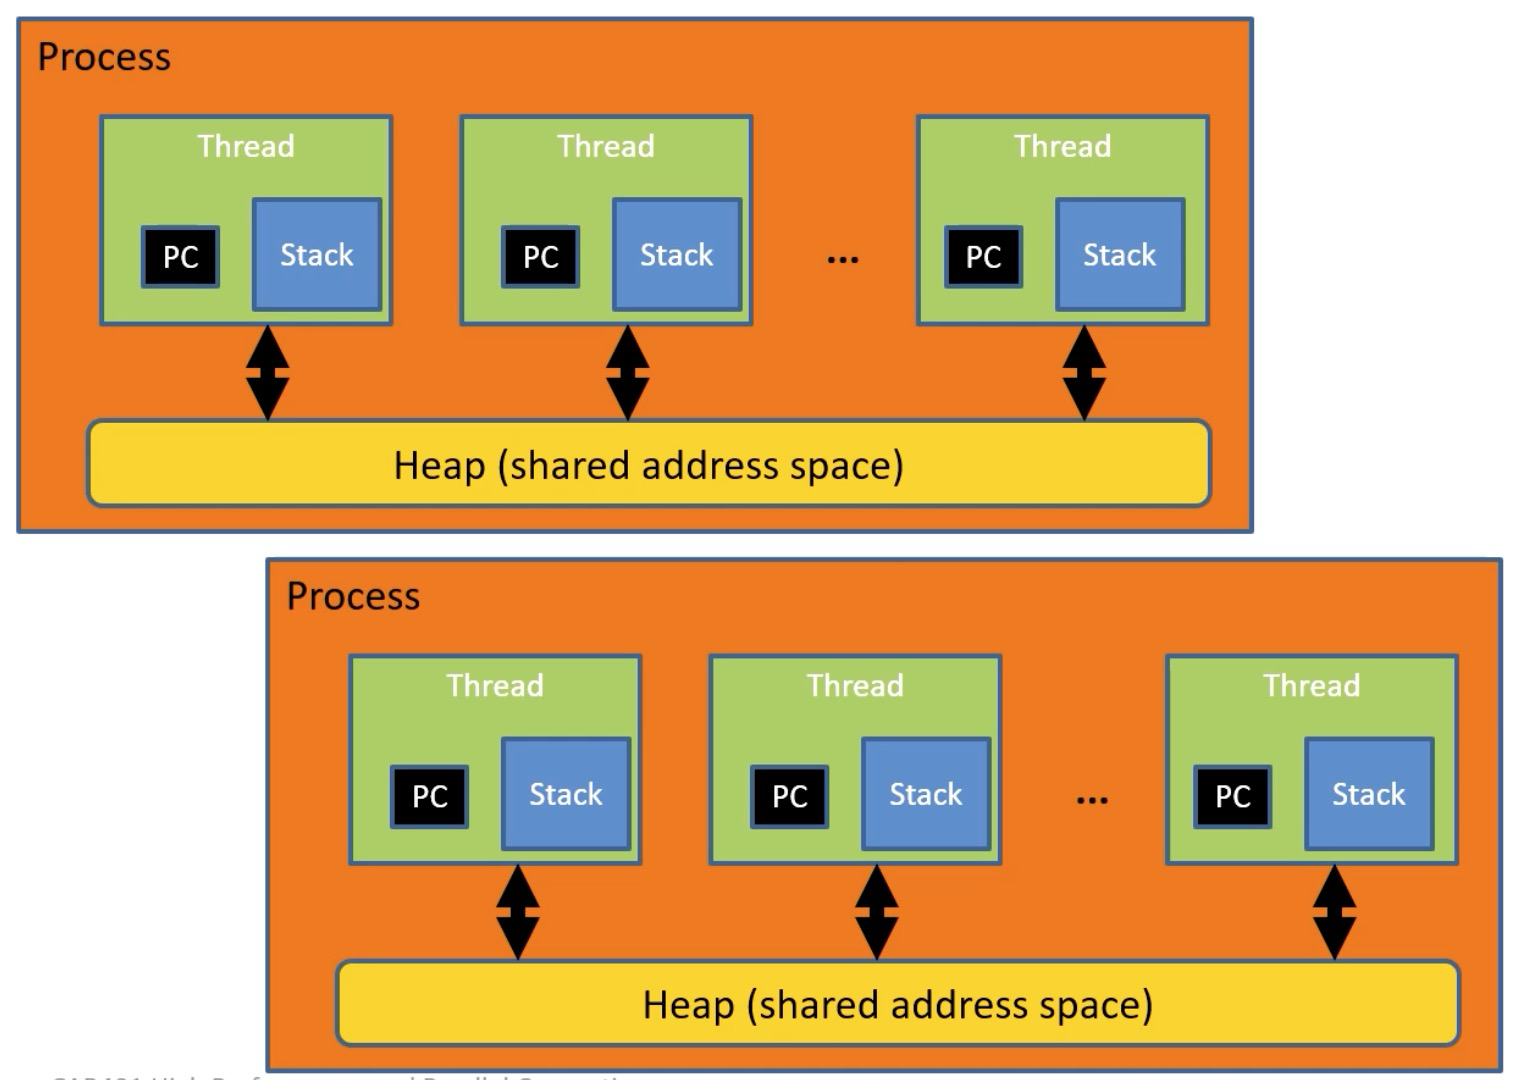 Process
Thread Thread Thread
PC Stack PC Stack ... PC Stack
Heap (shared address space)
Process
Thread Thread Thread
PC Stack PC Stack ... PC Stack
Heap (shared address space)